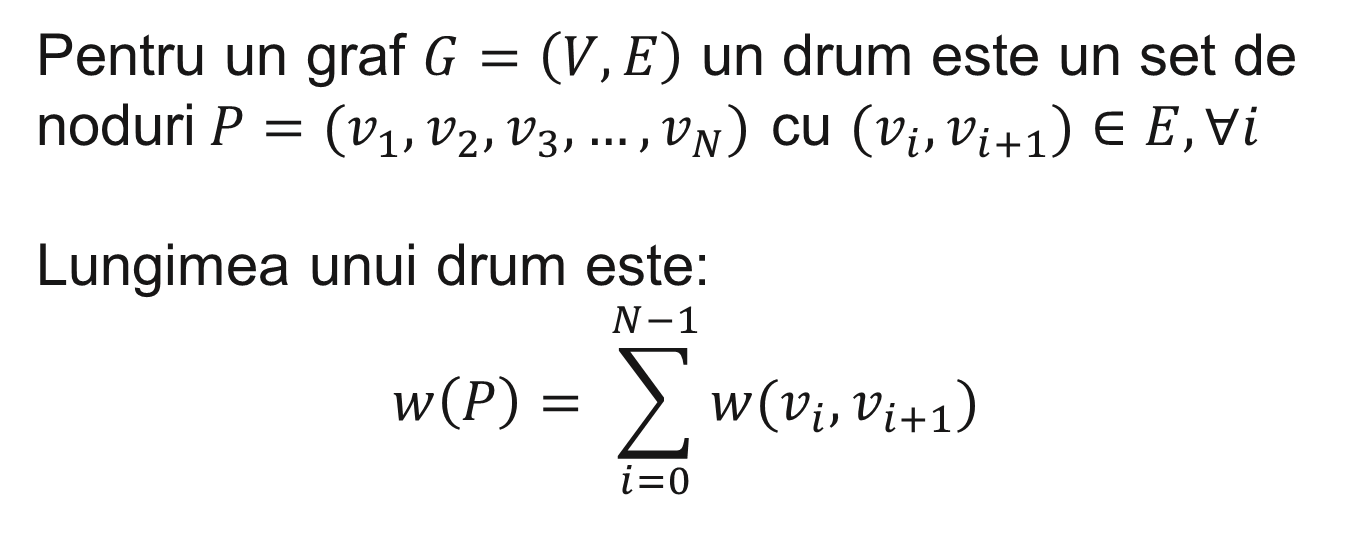 Pentru un graf G = (V, E) un drum este un set de
noduri P = (v₁, v₂, v₃, … , v_N) cu (v_i, v_{i+1}) ∈ E, ∀i
Lungimea unui drum este:
w(P) = ∑_{i=0}^{N−1} w(v_i, v_{i+1})